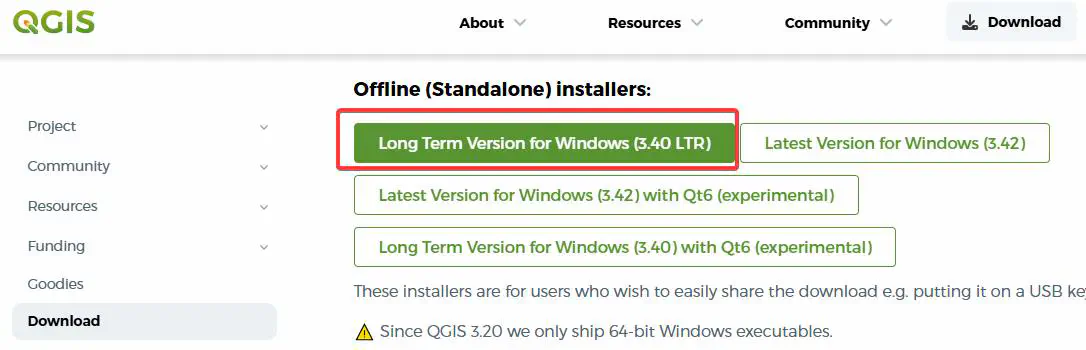 QGIS
About
Resources
Community
Download
Offline (Standalone) installers:
Project
Community
Resources
Funding
Goodies
Download
Long Term Version for Windows (3.40 LTR)
Latest Version for Windows (3.42)
Latest Version for Windows (3.42) with Qt6 (experimental)
Long Term Version for Windows (3.40) with Qt6 (experimental)
These installers are for users who wish to easily share the download e.g. putting it on a USB
Since QGIS 3.20 we only ship 64-bit Windows executables.